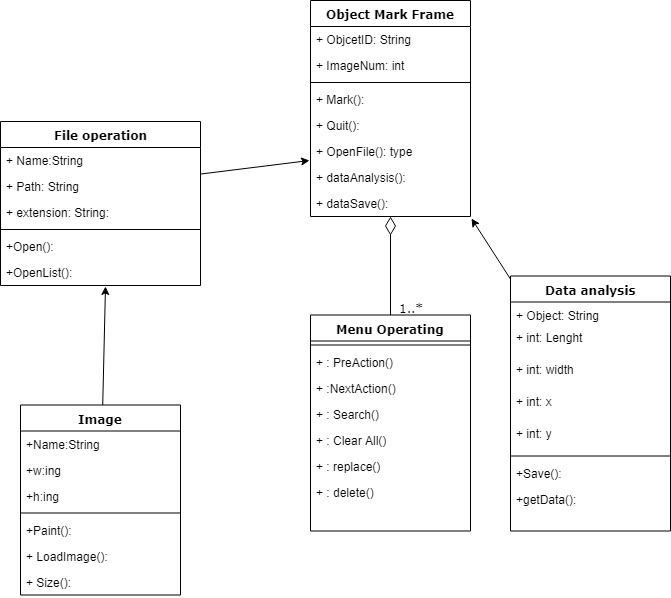 Object Mark Frame
+ ObjcetID: String
+ ImageNum: int
+ Mark():
+ Quit():
+ OpenFile(): type
+ dataAnalysis():
+ dataSave():
File operation
+ Name:String
+ Path: String
+ extension: String:
+Open():
+OpenList():
1..*
Menu Operating
+ : PreAction()
+ :NextAction()
+ : Search()
+ : Clear All()
+ : replace()
+ : delete()
Data analysis
+ Object: String
+ int: Lenght
+ int: width
+ int: x
+ int: y
+Save():
+getData():
Image
+Name:String
+w:ing
+h:ing
+Paint():
+ LoadImage():
+ Size():